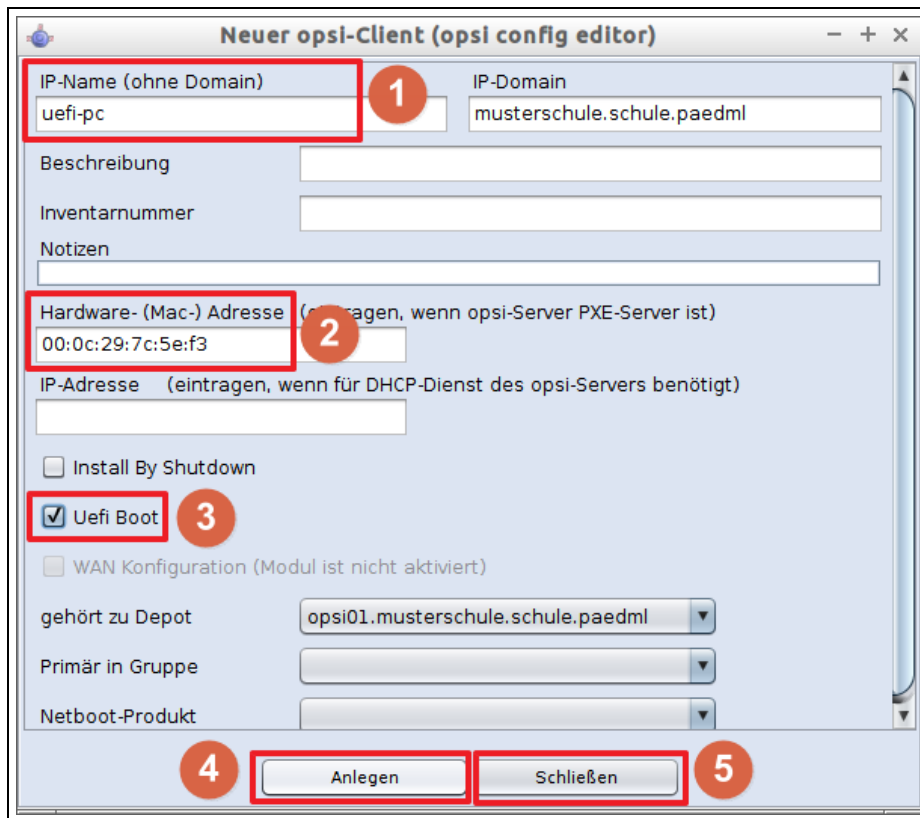 Neuer opsi-Client (opsi config editor)
IP-Name (ohne Domain)
1
IP-Domain
uefi-pc
musterschule.schule.paedml
Beschreibung
Inventarnummer
Notizen
Hardware- (Mac-) Adresse (eintragen, wenn opsi-Server PXE-Server ist)
2
00:0c:29:7c:5e:f3
IP-Adresse (eintragen, wenn für DHCP-Dienst des opsi-Servers benötigt)
Install By Shutdown
Uefi Boot
3
WAN Konfiguration (Modul ist nicht aktiviert)
gehört zu Depot
opsi01.musterschule.schule.paedml
Primär in Gruppe
Netboot-Produkt
4
Anlegen
Schließen
5